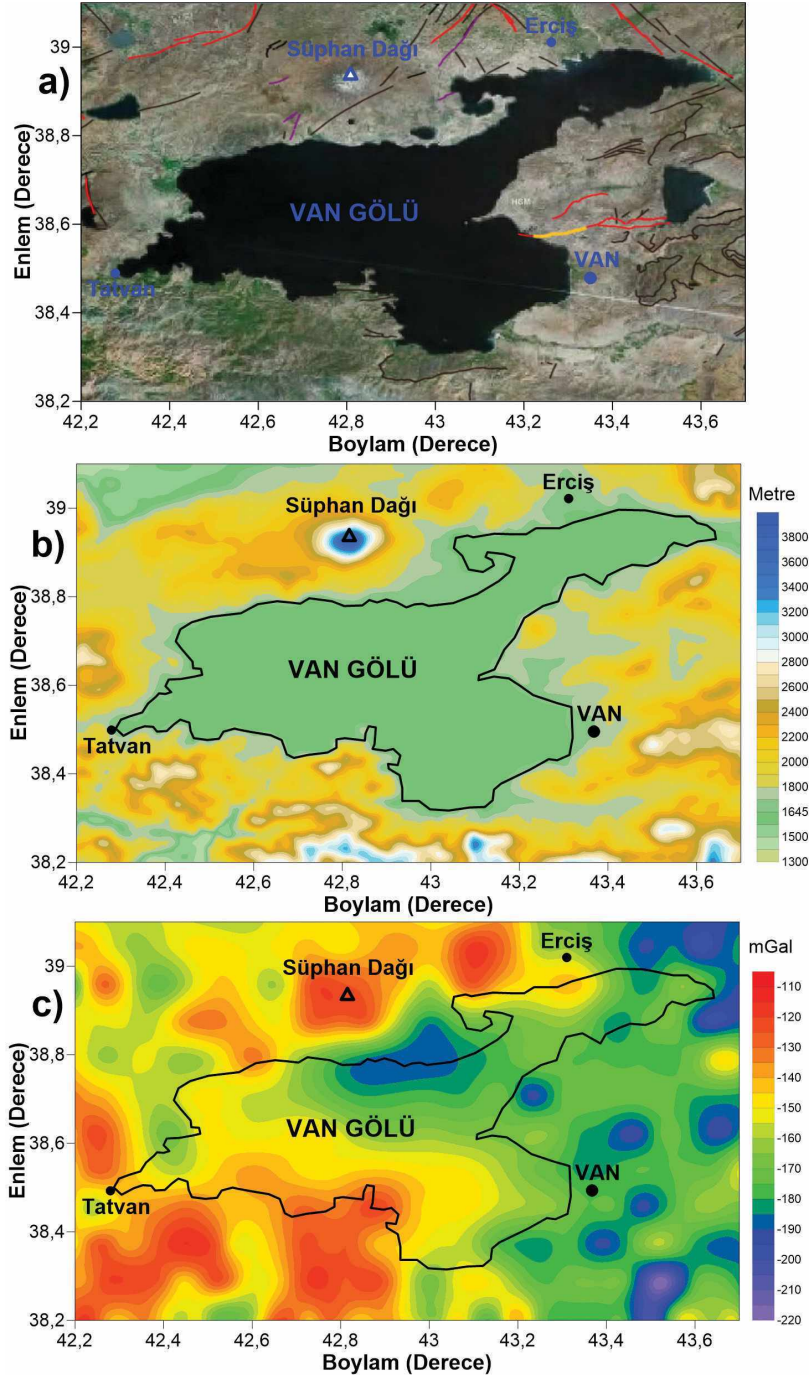 a)
39
38,8
38,6
38,4
38,2
Enlem (Derece)
Erciş
Süphan Dağı
HGM
VAN GÖLÜ
VAN
Tatvan
42,2 42,4 42,6 42,8 43 43,2 43,4 43,6
Boylam (Derece)
b)
39
38,8
38,6
38,4
38,2
Enlem (Derece)
Erciş
Süphan Dağı
VAN GÖLÜ
VAN
Tatvan
42,2 42,4 42,6 42,8 43 43,2 43,4 43,6
Boylam (Derece)
Metre
3800
3600
3400
3200
3000
2800
2600
2500
2400
2300
2200
2100
2000
1900
1800
1645
1500
1300
c)
39
38,8
38,6
38,4
38,2
Enlem (Derece)
Erciş
Süphan Dağı
VAN GÖLÜ
VAN
Tatvan
42,2 42,4 42,6 42,8 43 43,2 43,4 43,6
Boylam (Derece)
mGal
-110
-120
-130
-140
-150
-160
-170
-180
-190
-200
-210
-220